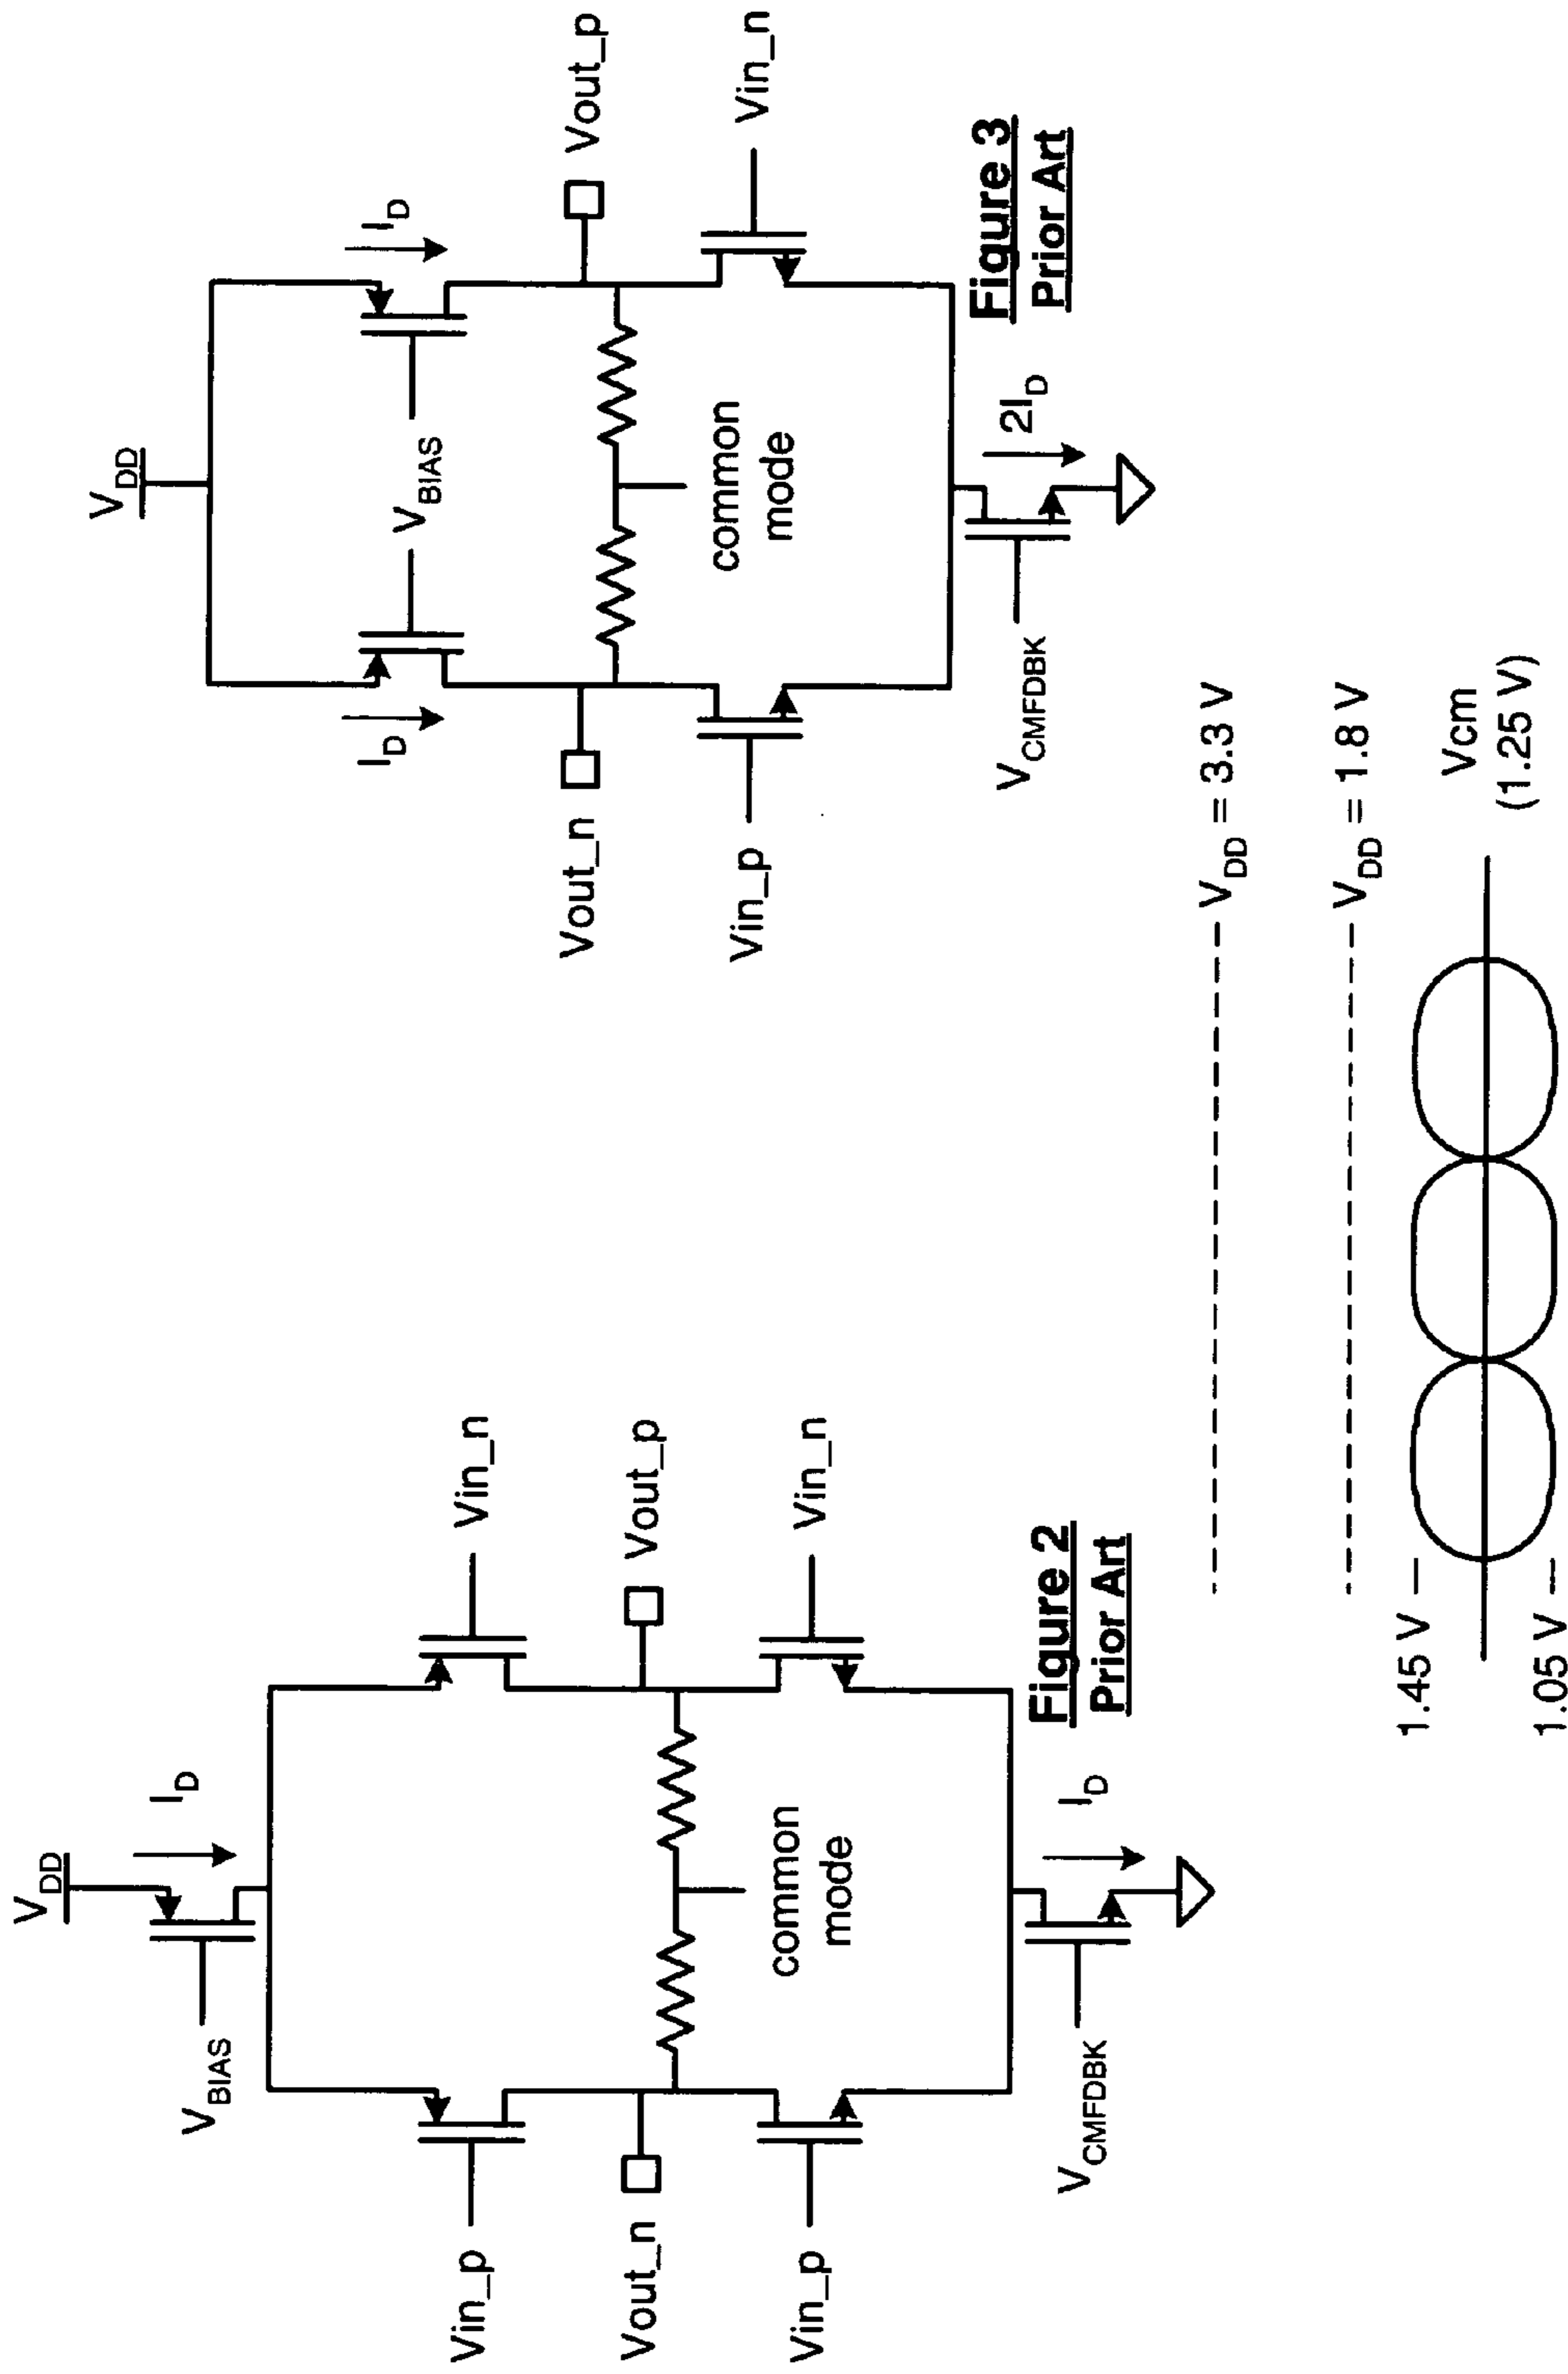 V_DD
I_D
V_BIAS
Vin_p
Vin_n
Vout_n
Vout_p
common
mode
Vin_p
Vin_n
V_CMFDBK
I_D
Figure 2
Prior Art
V_DD
I_D
I_D
V_BIAS
Vout_n
Vout_p
common
mode
Vin_p
Vin_n
V_CMFDBK
2I_D
Figure 3
Prior Art
V_DD = 3.3 V
V_DD = 1.8 V
1.45 V
Vcm
(1.25 V)
1.05 V